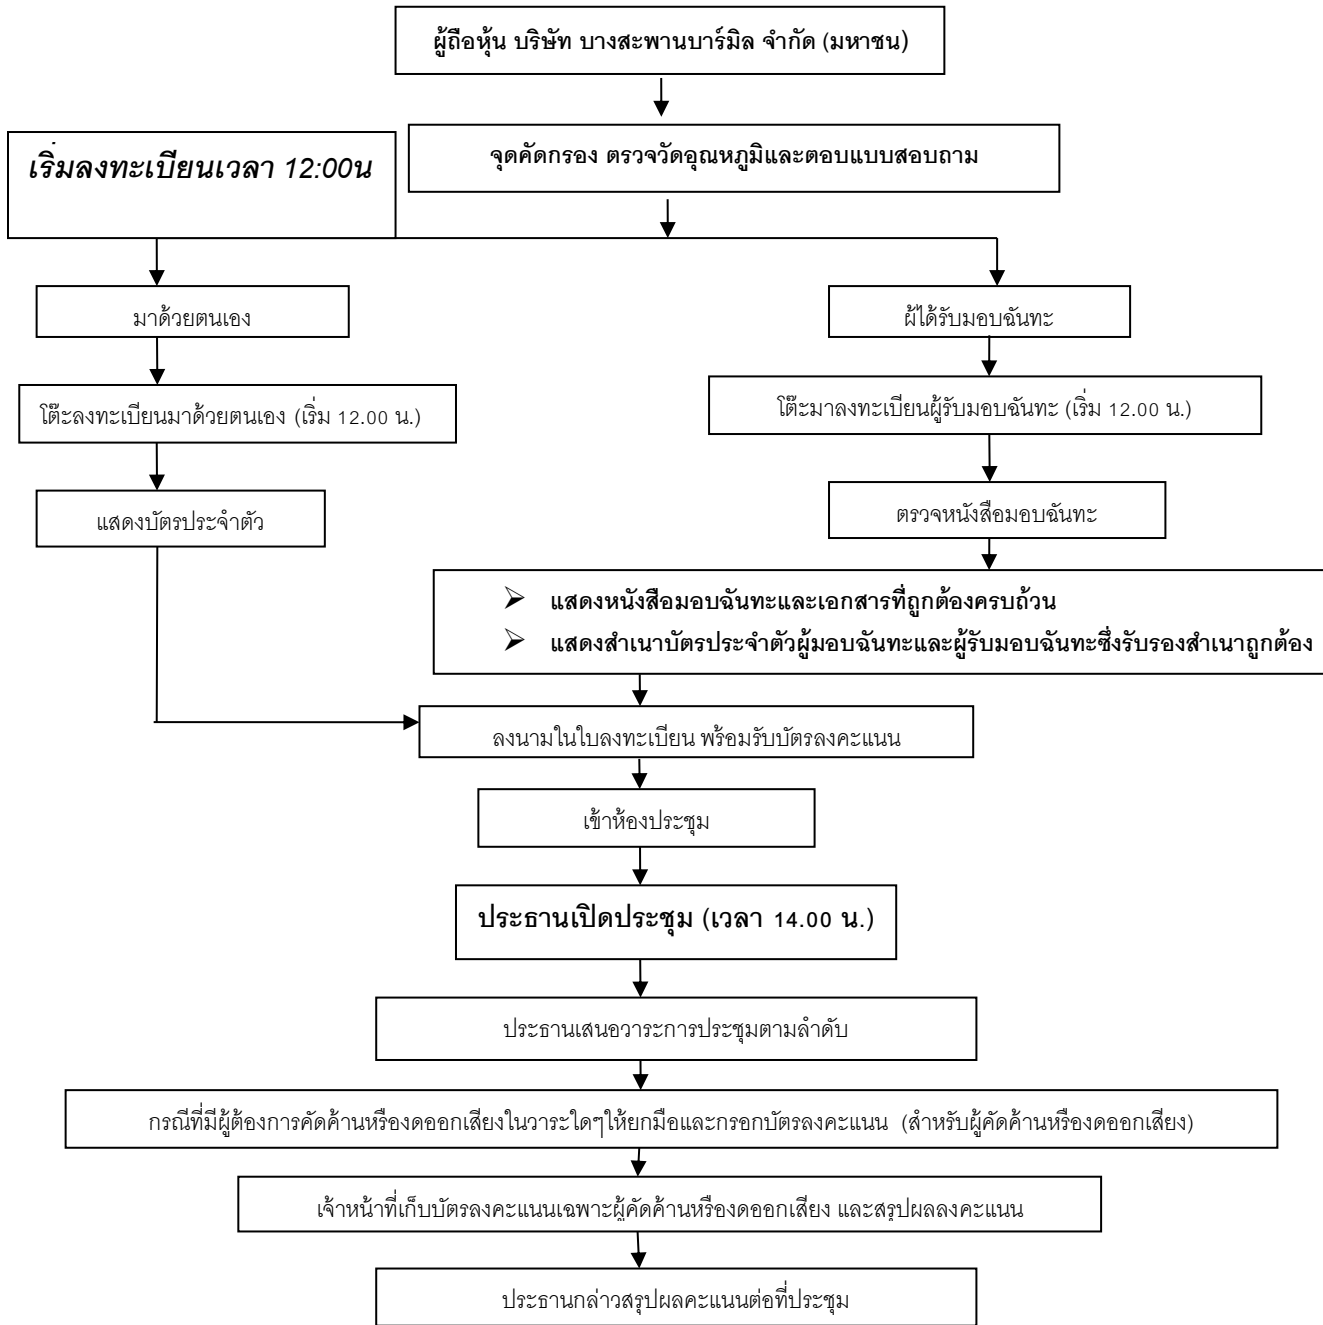 ผู้ถือหุ้น บริษัท บางสะพานบาร์มิล จำกัด (มหาชน)
เริ่มลงทะเบียนเวลา 12:00น
จุดคัดกรอง ตรวจวัดอุณหภูมิและตอบแบบสอบถาม
มาด้วยตนเอง
ผู้ได้รับมอบฉันทะ
โต๊ะลงทะเบียนมาด้วยตนเอง (เริ่ม 12.00 น.)
โต๊ะมาลงทะเบียนผู้รับมอบฉันทะ (เริ่ม 12.00 น.)
แสดงบัตรประจำตัว
ตรวจหนังสือมอบฉันทะ
➢ แสดงหนังสือมอบฉันทะและเอกสารที่ถูกต้องครบถ้วน
➢ แสดงสำเนาบัตรประจำตัวผู้มอบฉันทะและผู้รับมอบฉันทะซึ่งรับรองสำเนาถูกต้อง
ลงนามในใบลงทะเบียน พร้อมรับบัตรลงคะแนน
เข้าห้องประชุม
ประธานเปิดประชุม (เวลา 14.00 น.)
ประธานเสนอวาระการประชุมตามลำดับ
กรณีที่มีผู้ต้องการคัดค้านหรืองดออกเสียงในวาระใดๆให้ยกมือและกรอกบัตรลงคะแนน (สำหรับผู้คัดค้านหรืองดออกเสียง)
เจ้าหน้าที่เก็บบัตรลงคะแนนเฉพาะผู้คัดค้านหรืองดออกเสียง และสรุปผลลงคะแนน
ประธานกล่าวสรุปผลคะแนนต่อที่ประชุม